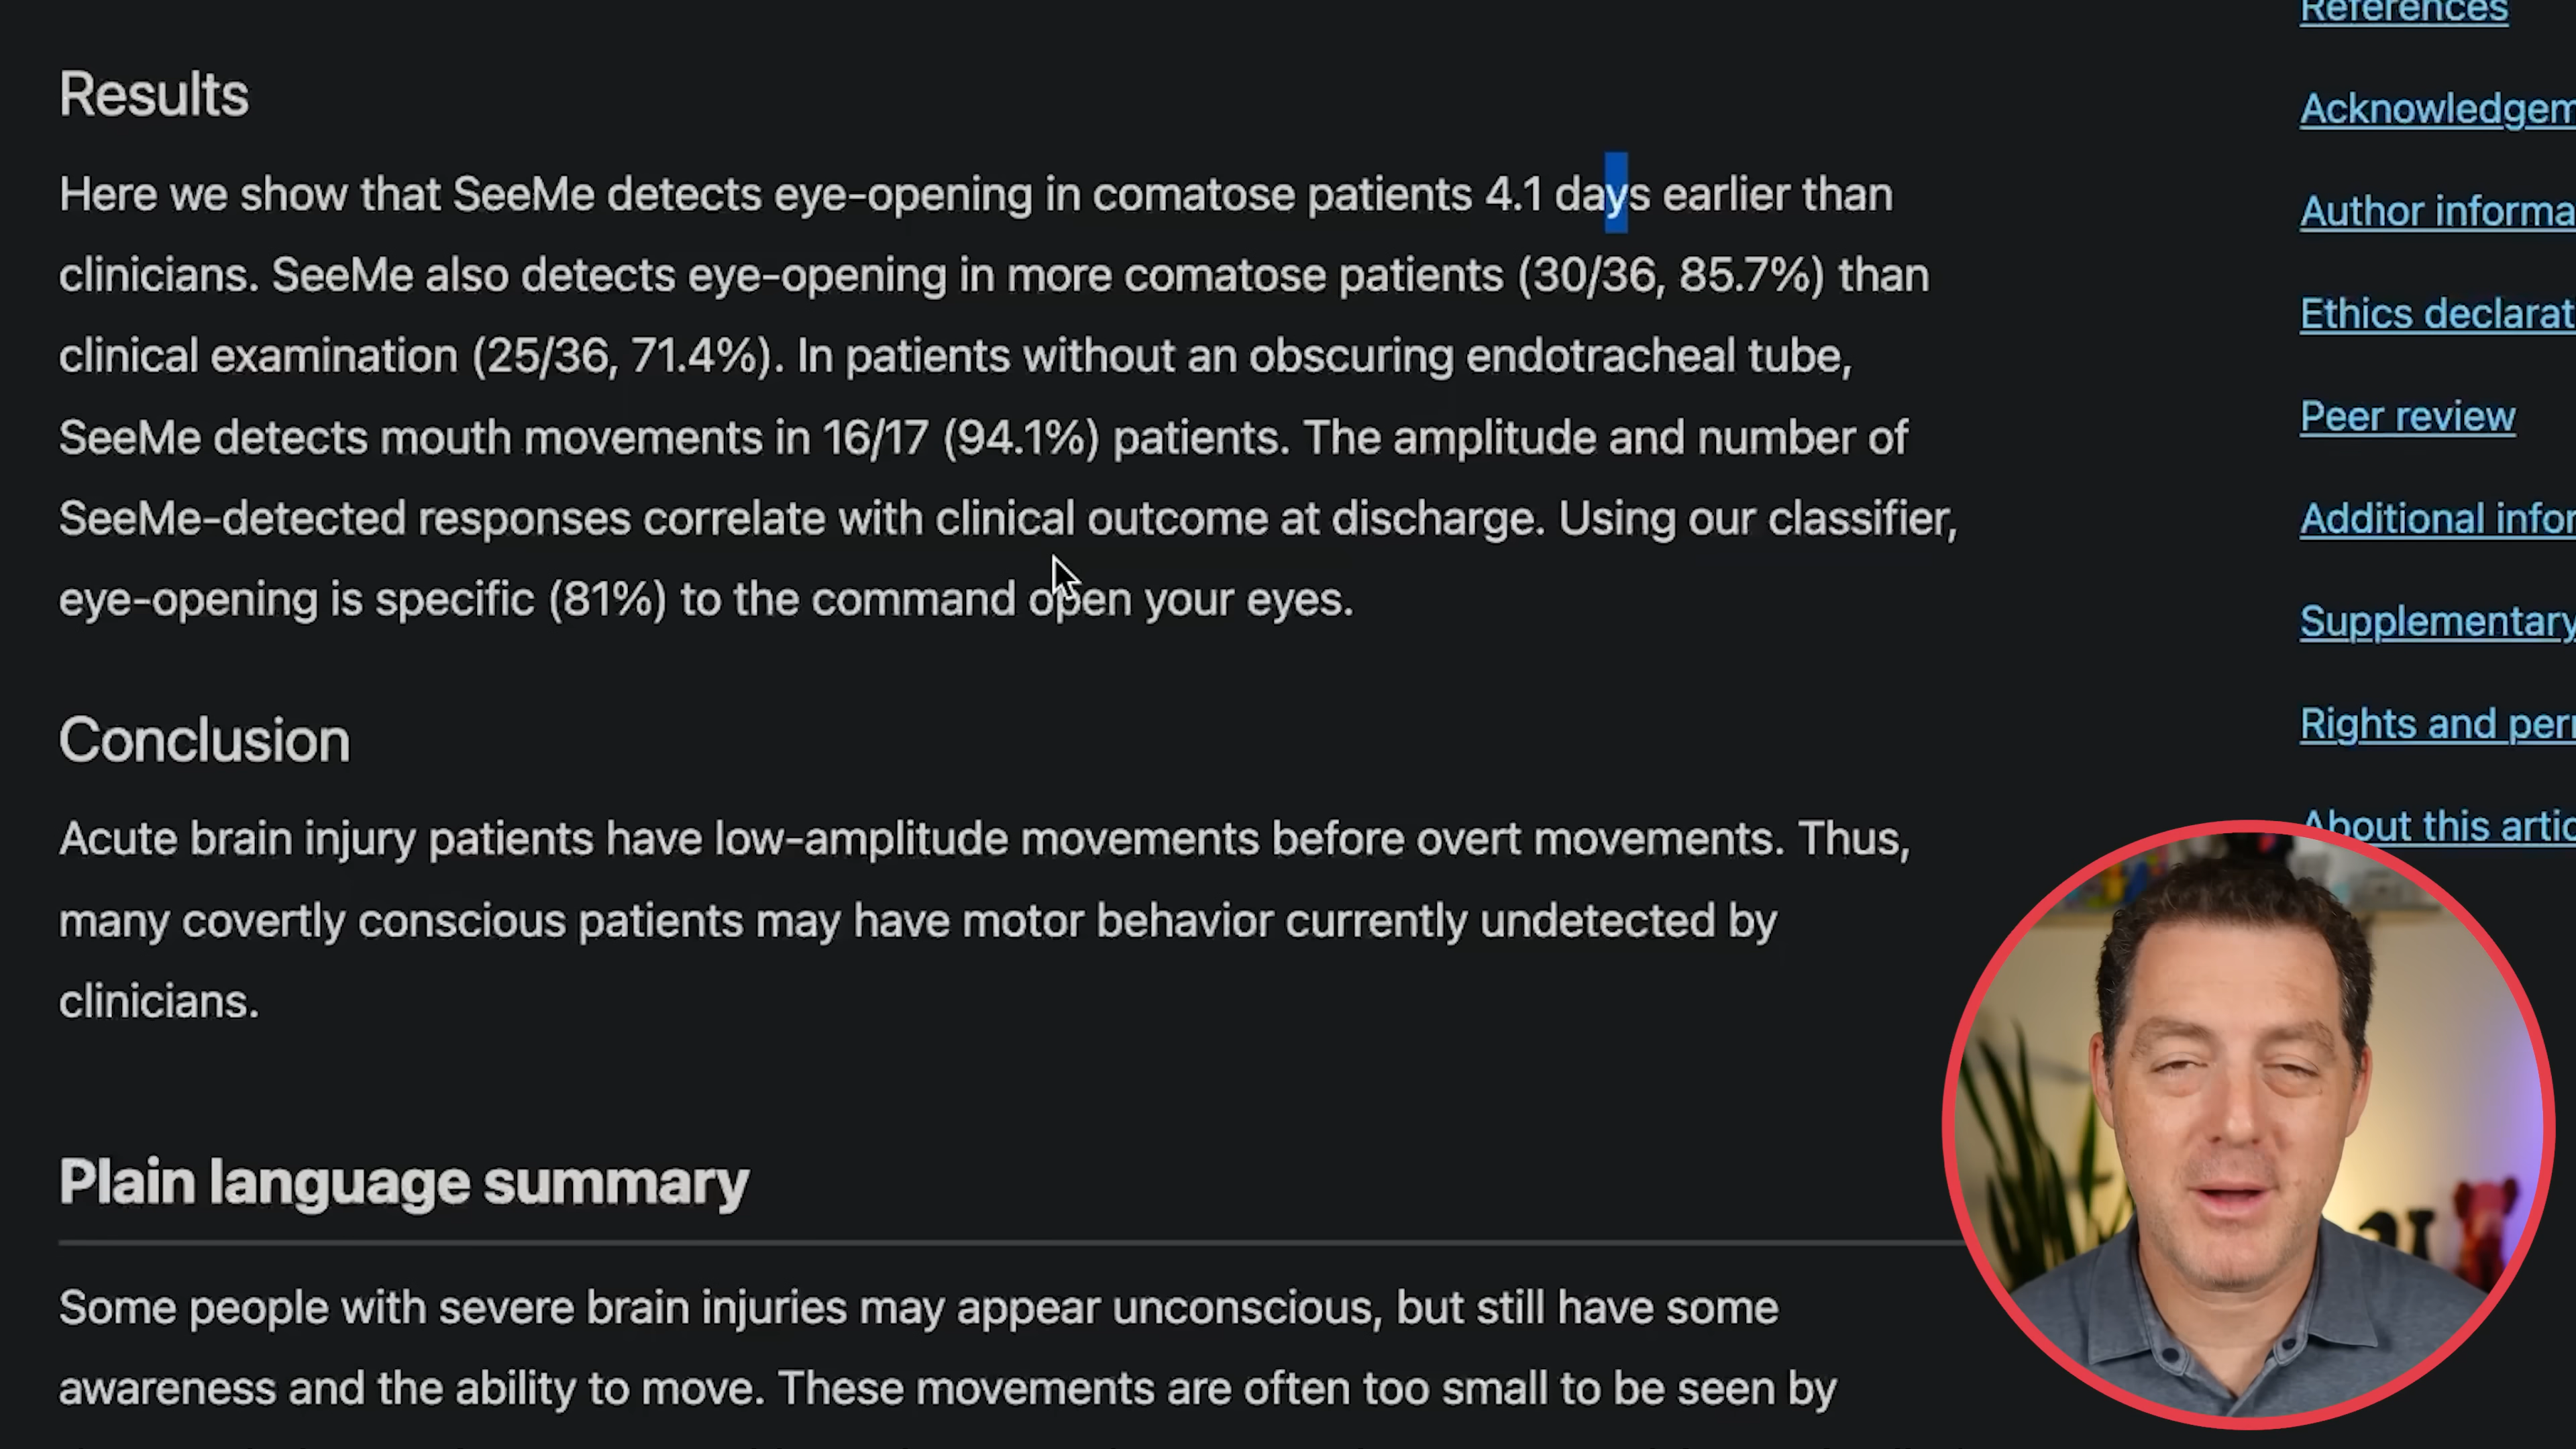 References
Results
Acknowledgem
Here we show that SeeMe detects eye-opening in comatose patients 4.1 days earlier than
Author informa
clinicians. SeeMe also detects eye-opening in more comatose patients (30/36, 85.7%) than
Ethics declarat
clinical examination (25/36, 71.4%). In patients without an obscuring endotracheal tube,
Peer review
SeeMe detects mouth movements in 16/17 (94.1%) patients. The amplitude and number of
Additional infor
SeeMe-detected responses correlate with clinical outcome at discharge. Using our classifier,
eye-opening is specific (81%) to the command open your eyes.
Supplementary
Conclusion
Rights and perr
Acute brain injury patients have low-amplitude movements before overt movements. Thus,
About this artic
many covertly conscious patients may have motor behavior currently undetected by
clinicians.
Plain language summary
Some people with severe brain injuries may appear unconscious, but still have some
awareness and the ability to move. These movements are often too small to be seen by